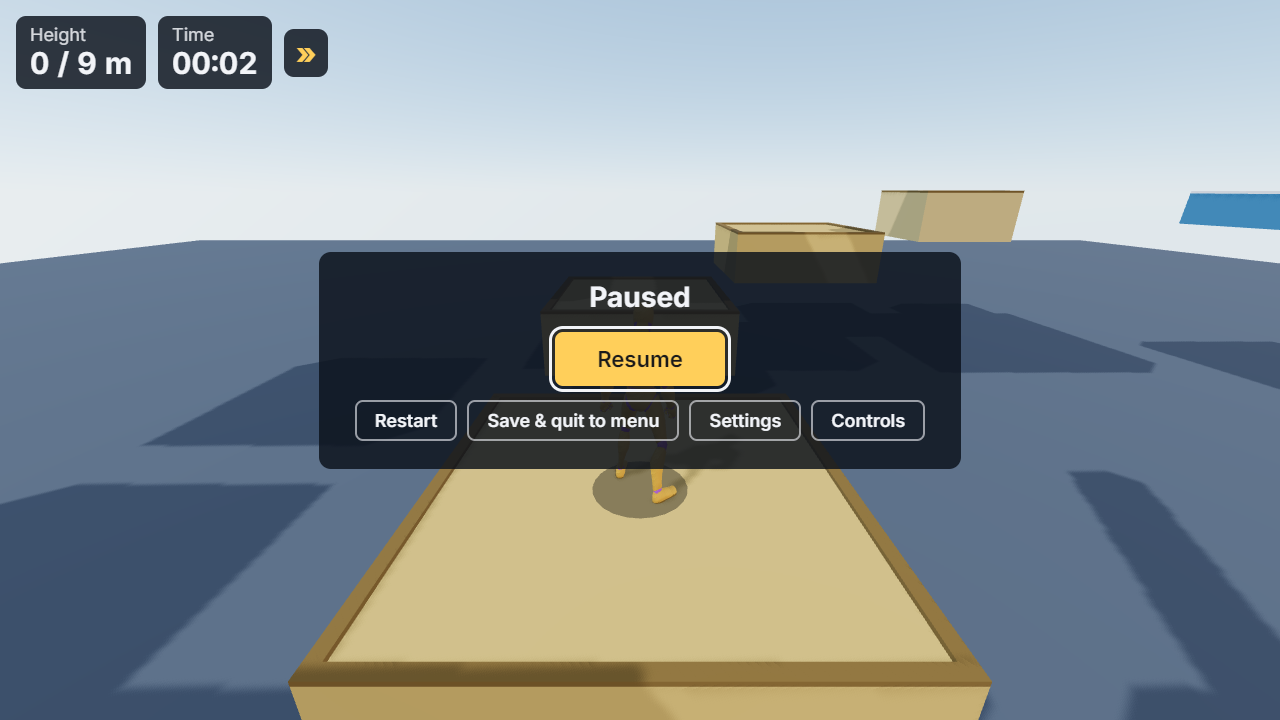 Height
0 / 9 m
Time
00:02
Paused
Resume
Restart
Save & quit to menu
Settings
Controls